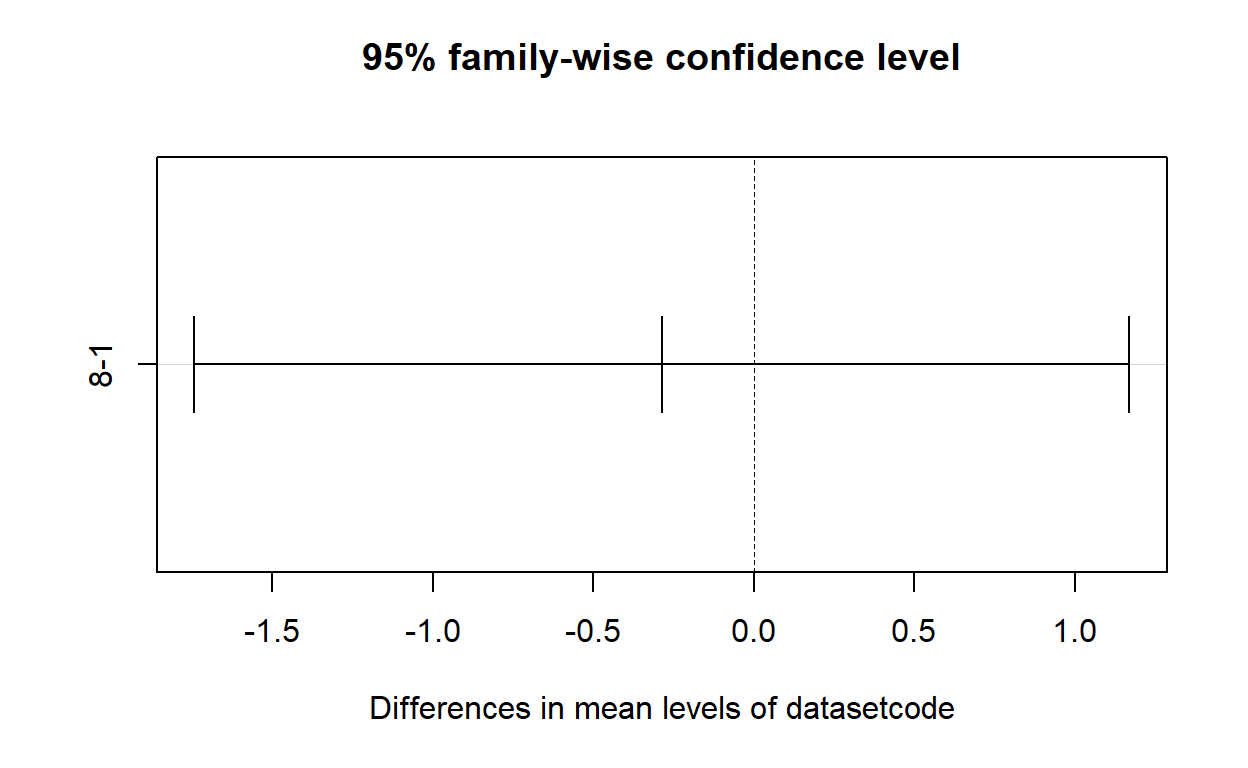 95% family-wise confidence level
8-1
-1.5 -1.0 -0.5 0.0 0.5 1.0
Differences in mean levels of datasetcode